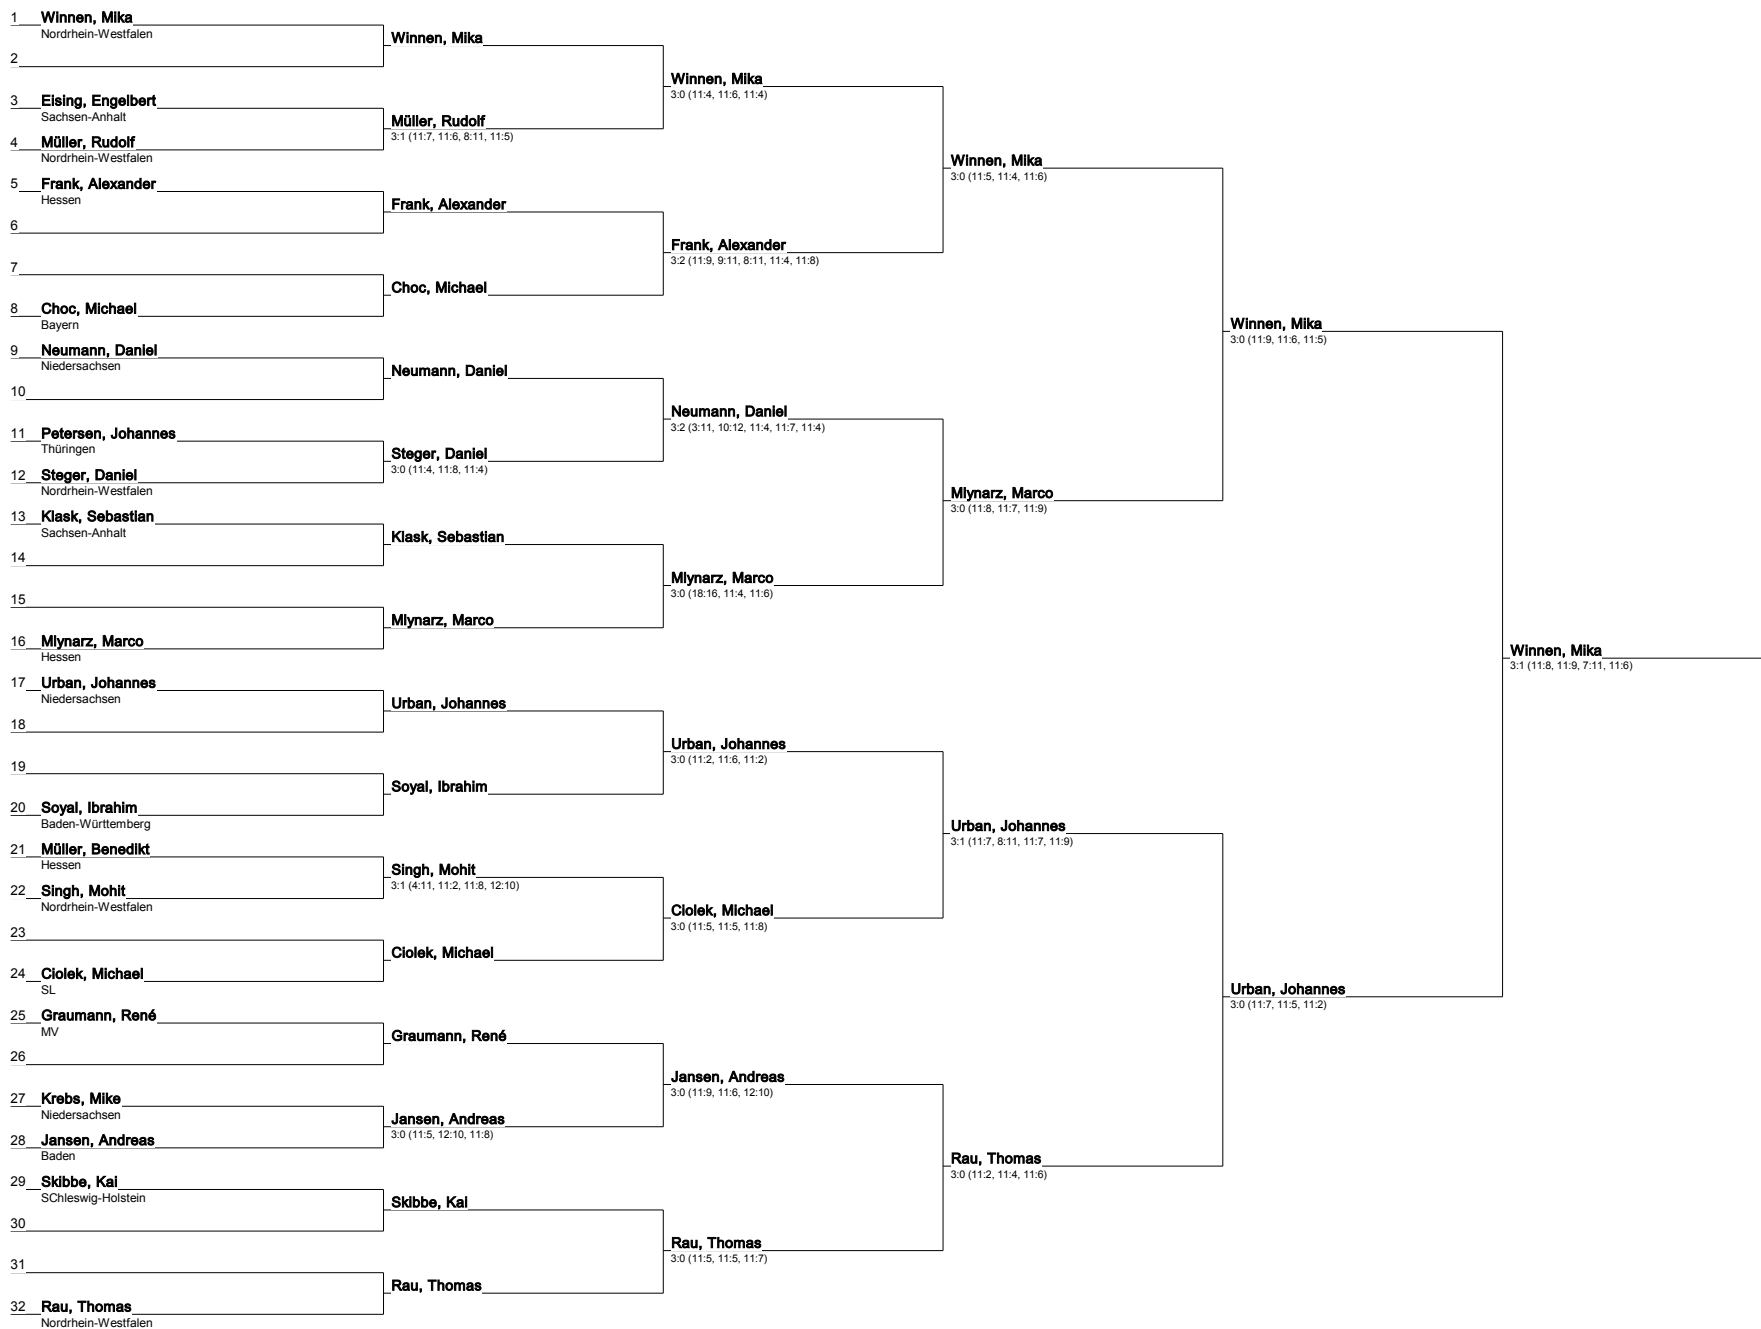 1 Winnen, Mika
Nordrhein-Westfalen
2
3 Eising, Engelbert
Sachsen-Anhalt
4 Müller, Rudolf
Nordrhein-Westfalen
5 Frank, Alexander
Hessen
6
7
8 Choc, Michael
Bayern
9 Neumann, Daniel
Niedersachsen
10
11 Petersen, Johannes
Thüringen
12 Steger, Daniel
Nordrhein-Westfalen
13 Klask, Sebastian
Sachsen-Anhalt
14
15
16 Mlynarz, Marco
Hessen
17 Urban, Johannes
Niedersachsen
18
19
20 Soyal, Ibrahim
Baden-Württemberg
21 Müller, Benedikt
Hessen
22 Singh, Mohit
Nordrhein-Westfalen
23
24 Ciolek, Michael
SL
25 Graumann, René
MV
26
27 Krebs, Mike
Niedersachsen
28 Jansen, Andreas
Baden
29 Skibbe, Kai
SChleswig-Holstein
30
31
32 Rau, Thomas
Nordrhein-Westfalen
Winnen, Mika
Müller, Rudolf
3:1 (11:7, 11:6, 8:11, 11:5)
Frank, Alexander
Choc, Michael
Neumann, Daniel
Steger, Daniel
3:0 (11:4, 11:8, 11:4)
Klask, Sebastian
Mlynarz, Marco
Urban, Johannes
Soyal, Ibrahim
Singh, Mohit
3:1 (4:11, 11:2, 11:8, 12:10)
Ciolek, Michael
Graumann, René
Jansen, Andreas
3:0 (11:5, 12:10, 11:8)
Skibbe, Kai
Rau, Thomas
Winnen, Mika
3:0 (11:4, 11:6, 11:4)
Frank, Alexander
3:2 (11:9, 9:11, 8:11, 11:4, 11:8)
Neumann, Daniel
3:2 (3:11, 10:12, 11:4, 11:7, 11:4)
Mlynarz, Marco
3:0 (18:16, 11:4, 11:6)
Urban, Johannes
3:0 (11:2, 11:6, 11:2)
Ciolek, Michael
3:0 (11:5, 11:5, 11:8)
Jansen, Andreas
3:0 (11:9, 11:6, 12:10)
Rau, Thomas
3:0 (11:5, 11:5, 11:7)
Winnen, Mika
3:0 (11:5, 11:4, 11:6)
Mlynarz, Marco
3:0 (11:8, 11:7, 11:9)
Urban, Johannes
3:1 (11:7, 8:11, 11:7, 11:9)
Rau, Thomas
3:0 (11:2, 11:4, 11:6)
Winnen, Mika
3:0 (11:9, 11:6, 11:5)
Urban, Johannes
3:0 (11:7, 11:5, 11:2)
Winnen, Mika
3:1 (11:8, 11:9, 7:11, 11:6)